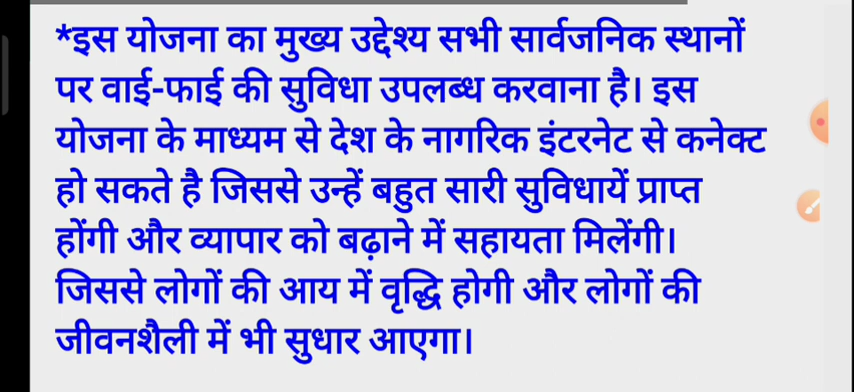 *इस योजना का मुख्य उद्देश्य सभी सार्वजनिक स्थानों
पर वाई-फाई की सुविधा उपलब्ध करवाना है। इस
योजना के माध्यम से देश के नागरिक इंटरनेट से कनेक्ट
हो सकते है जिससे उन्हें बहुत सारी सुविधायें प्राप्त
होंगी और व्यापार को बढ़ाने में सहायता मिलेंगी।
जिससे लोगों की आय में वृद्धि होगी और लोगों की
जीवनशैली में भी सुधार आएगा।